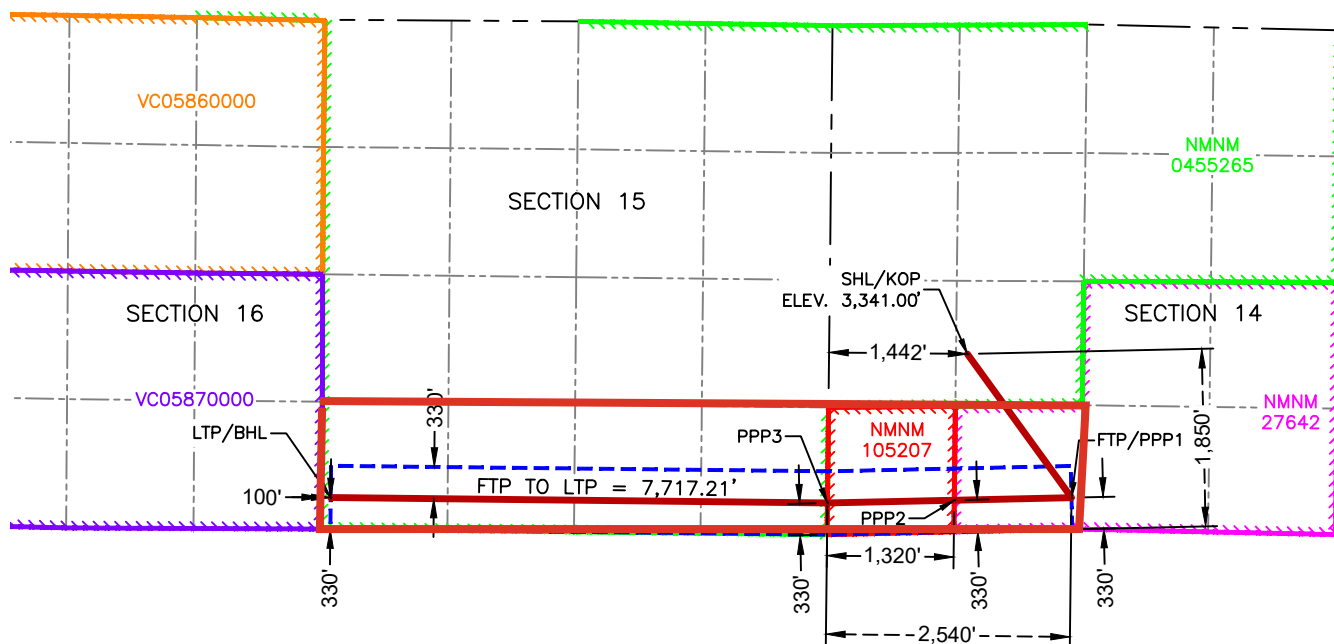 VC05860000
NMNM
0455265
SECTION 15
SHL/KOP
ELEV. 3,341.00'
SECTION 16
SECTION 14
1,442'
VC05870000
330'
NMNM
27642
1,850'
LTP/BHL
PPP3
NMNM
105207
FTP/PPP1
100'
FTP TO LTP = 7,717.21'
PPP2
1,320'
330'
330'
330'
330'
2,540'